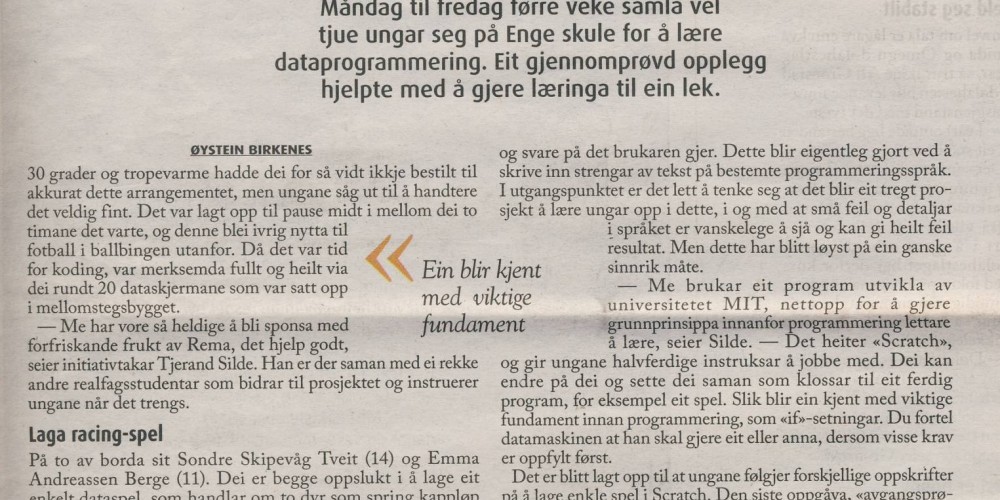 Måndag til fredag førre veke samla vel
tjue ungar seg på Enge skule for å lære
dataprogrammering. Eit gjennomprøvd opplegg
hjelpte med å gjere læringa til ein lek.
ØYSTEIN BIRKENES
30 grader og tropevarme hadde dei for så vidt ikkje bestilt til
akkurat dette arrangementet, men ungane såg ut til å handtere
det veldig fint. Det var lagt opp til pause midt i mellom dei to
timane det varte, og denne blei ivrig nytta til
fotball i ballbingen utanfor. Då det var tid
for koding, var merksemda fullt og heilt via
dei rundt 20 dataskjermane som var satt opp
i mellomstegsbygget.
— Me har vore så heldige å bli sponsa med
forfriskande frukt av Rema, det hjelp godt,
seier initiativtakar Tjerand Silde. Han er der saman med ei rekke
andre realfagsstudentar som bidrar til prosjektet og instruerer
ungane når det trengs.
Laga racing-spel
På to av borda sit Sondre Skipevåg Tveit (14) og Emma
Andreassen Berge (11). Dei er begge oppslukt i å lage eit
enkelt dataspel, som handlar om to dyr som spring kappløp
« Ein blir kjent
med viktige
fundament
og svare på det brukaren gjer. Dette blir eigentleg gjort ved å
skrive inn strengar av tekst på bestemte programmeringsspråk.
I utgangspunktet er det lett å tenke seg at det blir eit tregt pro-
sjekt å lære ungar opp i dette, i og med at små feil og detaljar
i språket er vanskelege å sjå og kan gi heilt feil
resultat. Men dette har blitt løyst på ein ganske
sinnrik måte.
— Me brukar eit program utvikla av
universitetet MIT, nettopp for å gjere
grunnprinsippa innanfor programmering lettare
å lære, seier Silde. — Det heiter «Scratch»,
og gir ungane halvferdige instruksar å jobbe med. Dei kan
endre på dei og sette dei saman som klossar til eit ferdig
program, for eksempel eit spel. Slik blir ein kjent med viktige
fundament innan programmering, som «if»-setningar. Du fortel
datamaskinen at han skal gjere eit eller anna, dersom visse krav
er oppfylt først.
Det er blitt lagt opp til at ungane følgjer forskjellige oppskrifter
på å lage enkle spel i Scratch. Den siste oppgåva, «avgangsprø-